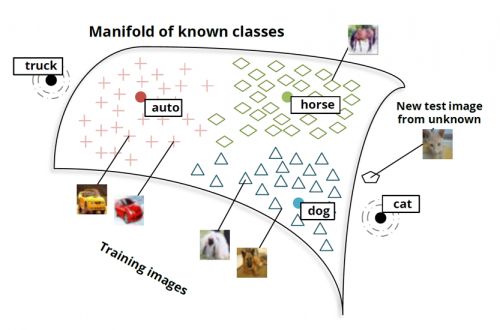 Manifold of known classes
truck
auto
horse
New test image
from unknown
dog
cat
Training images